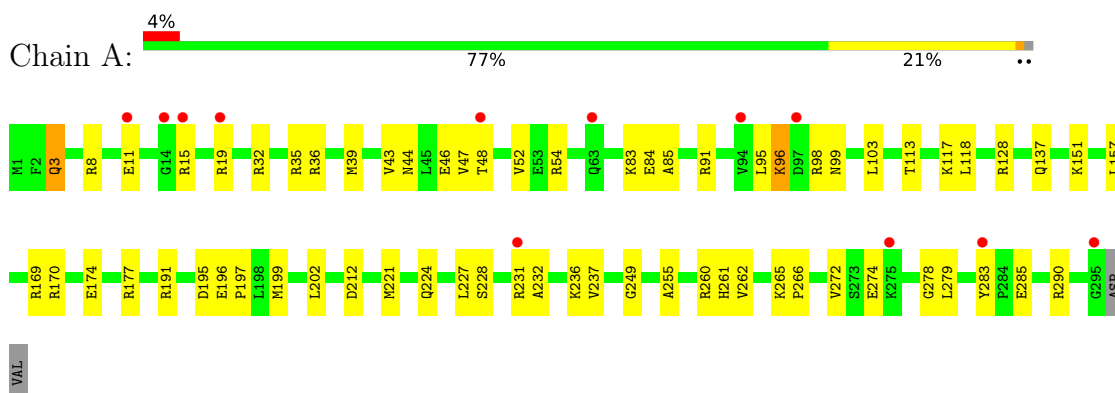 4%
Chain A:
77% 21% ••
M1 F2 Q3 R8 E11 G14 R15 R19 R32 R35 R36 M39 V43 N44 L45 E46 V47 T48 V52 E53 R54 Q63 K83 E84 A85 R91 V94 L95 K96 D97 R98 N99 L103 T113 K117 L118 R128 Q137 K151 L157
R169 R170 E174 R177 R191 D195 E196 P197 L198 M199 L202 D212 M221 Q224 L227 S228 R231 A232 K236 V237 G249 A255 R260 H261 V262 K265 P266 V272 S273 E274 K275 G278 L279 Y283 P284 E285 R290 G295 ASP
VAL